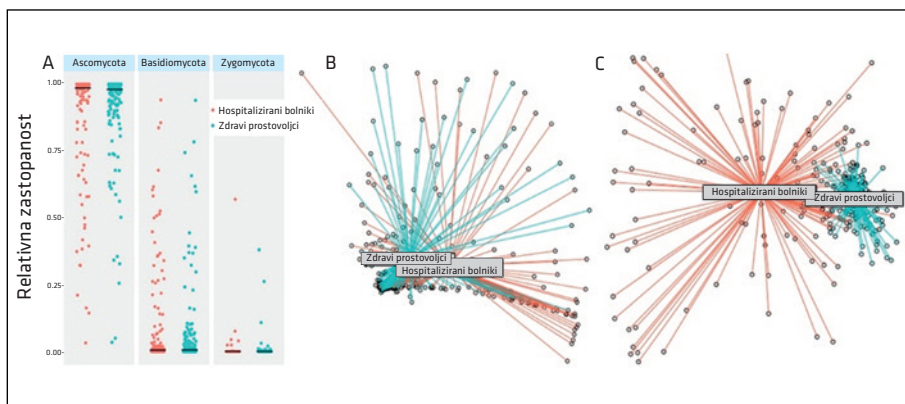 A
Ascomycota
Basidiomycota
Zygomycota
B
C
1.00
Hospitalizirani bolniki
Zdravi prostovoljci
0.75
Relativna zastopanost
0.50
0.25
0.00
Zdravi prostovoljci
Hospitalizirani bolniki
Hospitalizirani bolniki
Zdravi prostovoljci